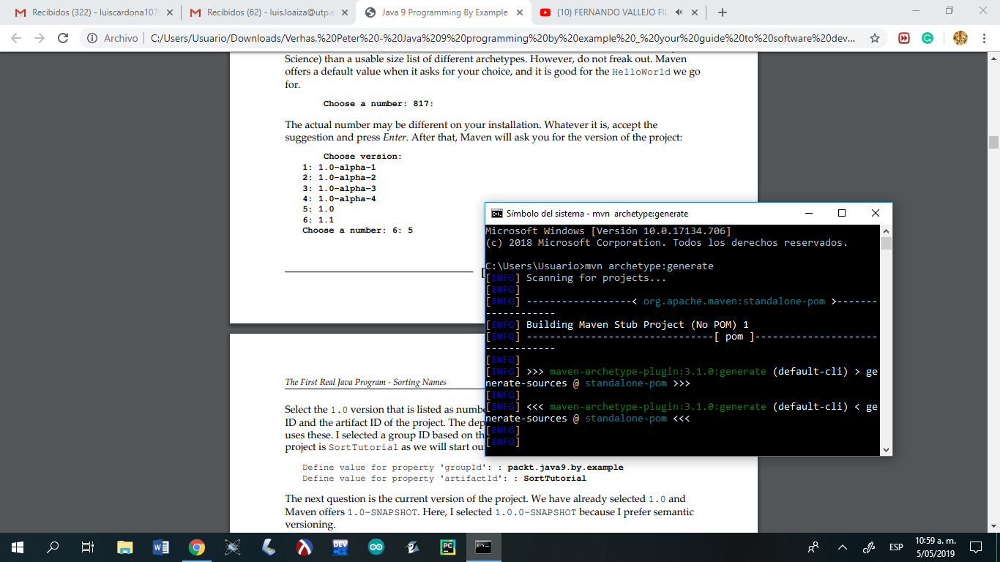 Recibidos (322) - luiscardona107
Recibidos (62) - luis.loaiza@utp.e
Java 9 Programming By Example
(10) FERNANDO VALLEJO FIL
Archivo
C:/Users/Usuario/Downloads/Verhas,%20Peter%20-%20Java%209%20programming%20by%20example%20_%20your%20guide%20to%20software%20dev...
Science) than a usable size list of different archetypes. However, do not freak out. Maven
offers a default value when it asks for your choice, and it is good for the HelloWorld we go
for.
Choose a number: 817:
The actual number may be different on your installation. Whatever it is, accept the
suggestion and press Enter. After that, Maven will ask you for the version of the project:
Choose version:
1: 1.0-alpha-1
2: 1.0-alpha-2
3: 1.0-alpha-3
4: 1.0-alpha-4
5: 1.0
6: 1.1
Choose a number: 6: 5
[
The First Real Java Program - Sorting Names
Select the 1.0 version that is listed as numbe
ID and the artifact ID of the project. The dep
uses these. I selected a group ID based on th
project is SortTutorial as we will start ou
Define value for property 'groupId': : packt.java9.by.example
Define value for property 'artifactId': : SortTutorial
The next question is the current version of the project. We have already selected 1.0 and
Maven offers 1.0-SNAPSHOT. Here, I selected 1.0.0-SNAPSHOT because I prefer semantic
versioning.
Símbolo del sistema - mvn archetype:generate
Microsoft Windows [Versión 10.0.17134.706]
(c) 2018 Microsoft Corporation. Todos los derechos reservados.
C:\Users\Usuario>mvn archetype:generate
[INFO] Scanning for projects...
[INFO]
[INFO] ------------------< org.apache.maven:standalone-pom >-------
------------
[INFO] Building Maven Stub Project (No POM) 1
[INFO] --------------------------------[ pom ]---------------------
------------
[INFO]
[INFO] >>> maven-archetype-plugin:3.1.0:generate (default-cli) > ge
nerate-sources @ standalone-pom >>>
[INFO]
[INFO] <<< maven-archetype-plugin:3.1.0:generate (default-cli) < ge
nerate-sources @ standalone-pom <<<
[INFO]
[INFO]
DEV
PC
ESP
10:59 a. m.
5/05/2019